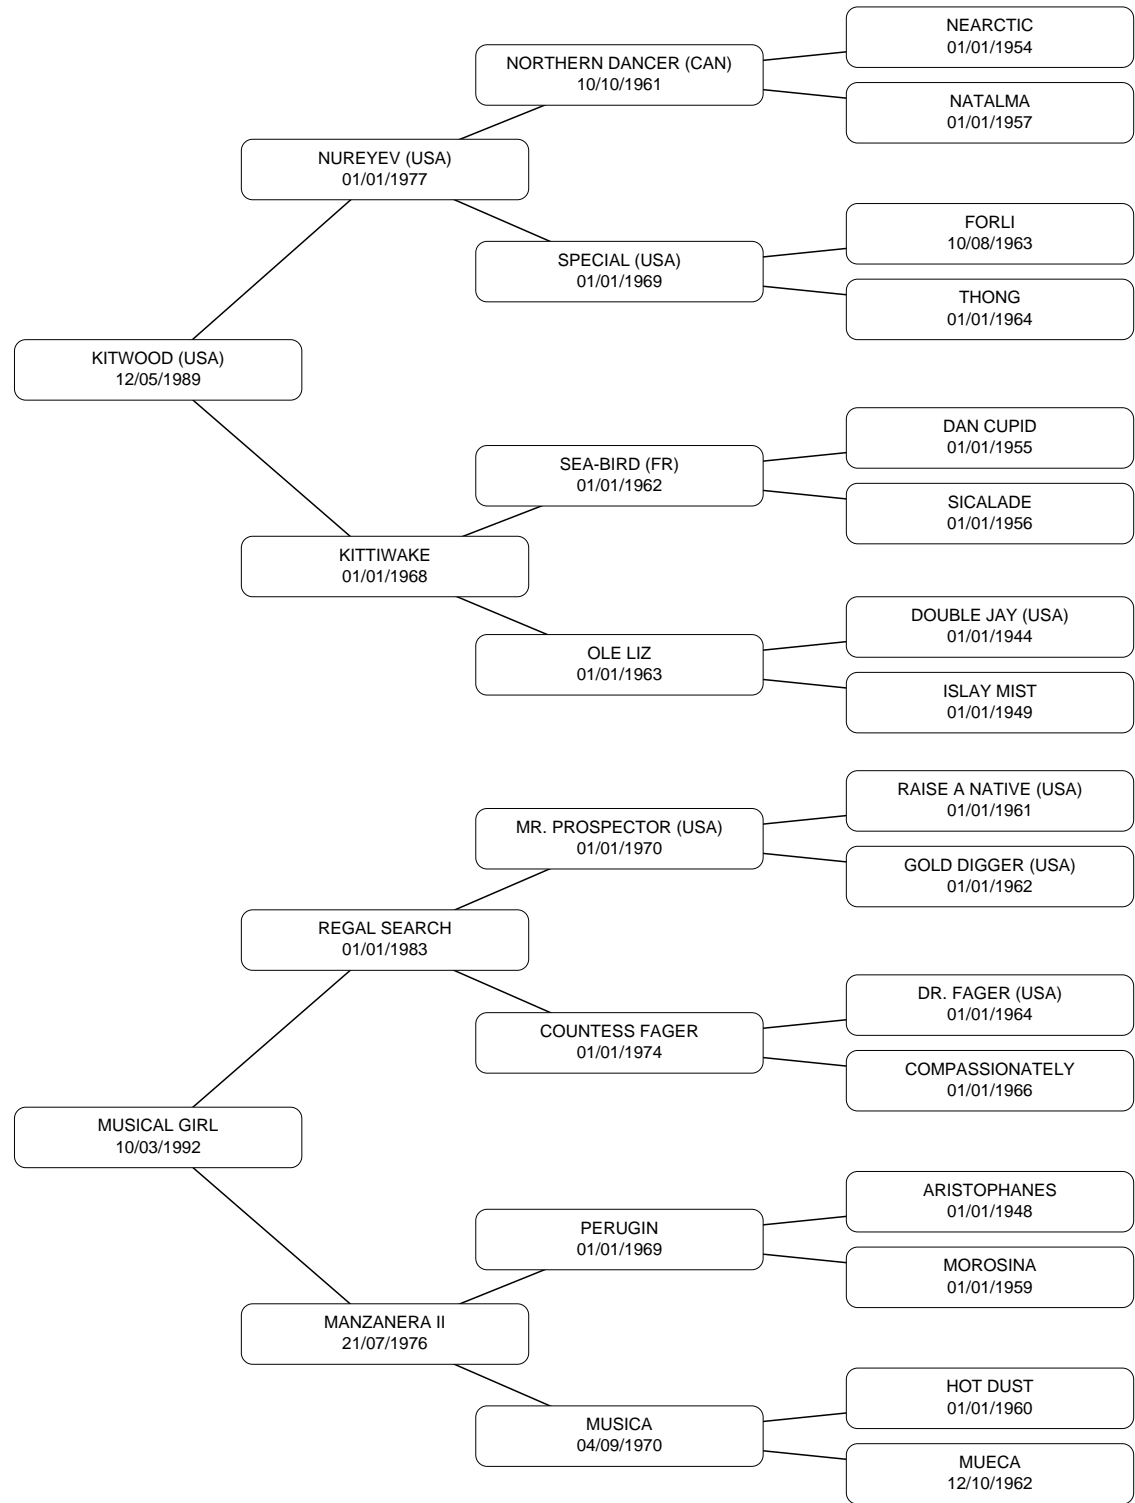 NEARCTIC
01/01/1954
NORTHERN DANCER (CAN)
10/10/1961
NATALMA
01/01/1957
NUREYEV (USA)
01/01/1977
FORLI
10/08/1963
SPECIAL (USA)
01/01/1969
THONG
01/01/1964
KITWOOD (USA)
12/05/1989
DAN CUPID
01/01/1955
SEA-BIRD (FR)
01/01/1962
SICALADE
01/01/1956
KITTIWAKE
01/01/1968
DOUBLE JAY (USA)
01/01/1944
OLE LIZ
01/01/1963
ISLAY MIST
01/01/1949
RAISE A NATIVE (USA)
01/01/1961
MR. PROSPECTOR (USA)
01/01/1970
GOLD DIGGER (USA)
01/01/1962
REGAL SEARCH
01/01/1983
DR. FAGER (USA)
01/01/1964
COUNTESS FAGER
01/01/1974
COMPASSIONATELY
01/01/1966
MUSICAL GIRL
10/03/1992
ARISTOPHANES
01/01/1948
PERUGIN
01/01/1969
MOROSINA
01/01/1959
MANZANERA II
21/07/1976
HOT DUST
01/01/1960
MUSICA
04/09/1970
MUECA
12/10/1962